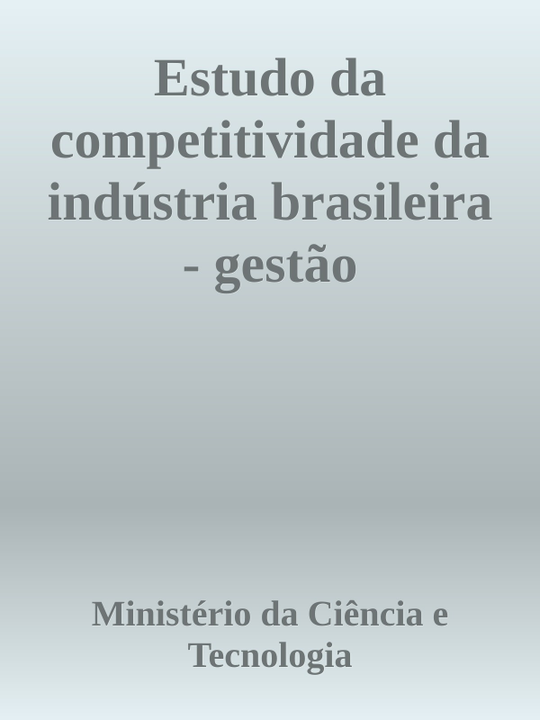 Estudo da
competitividade da
indústria brasileira
- gestão
Ministério da Ciência e
Tecnologia